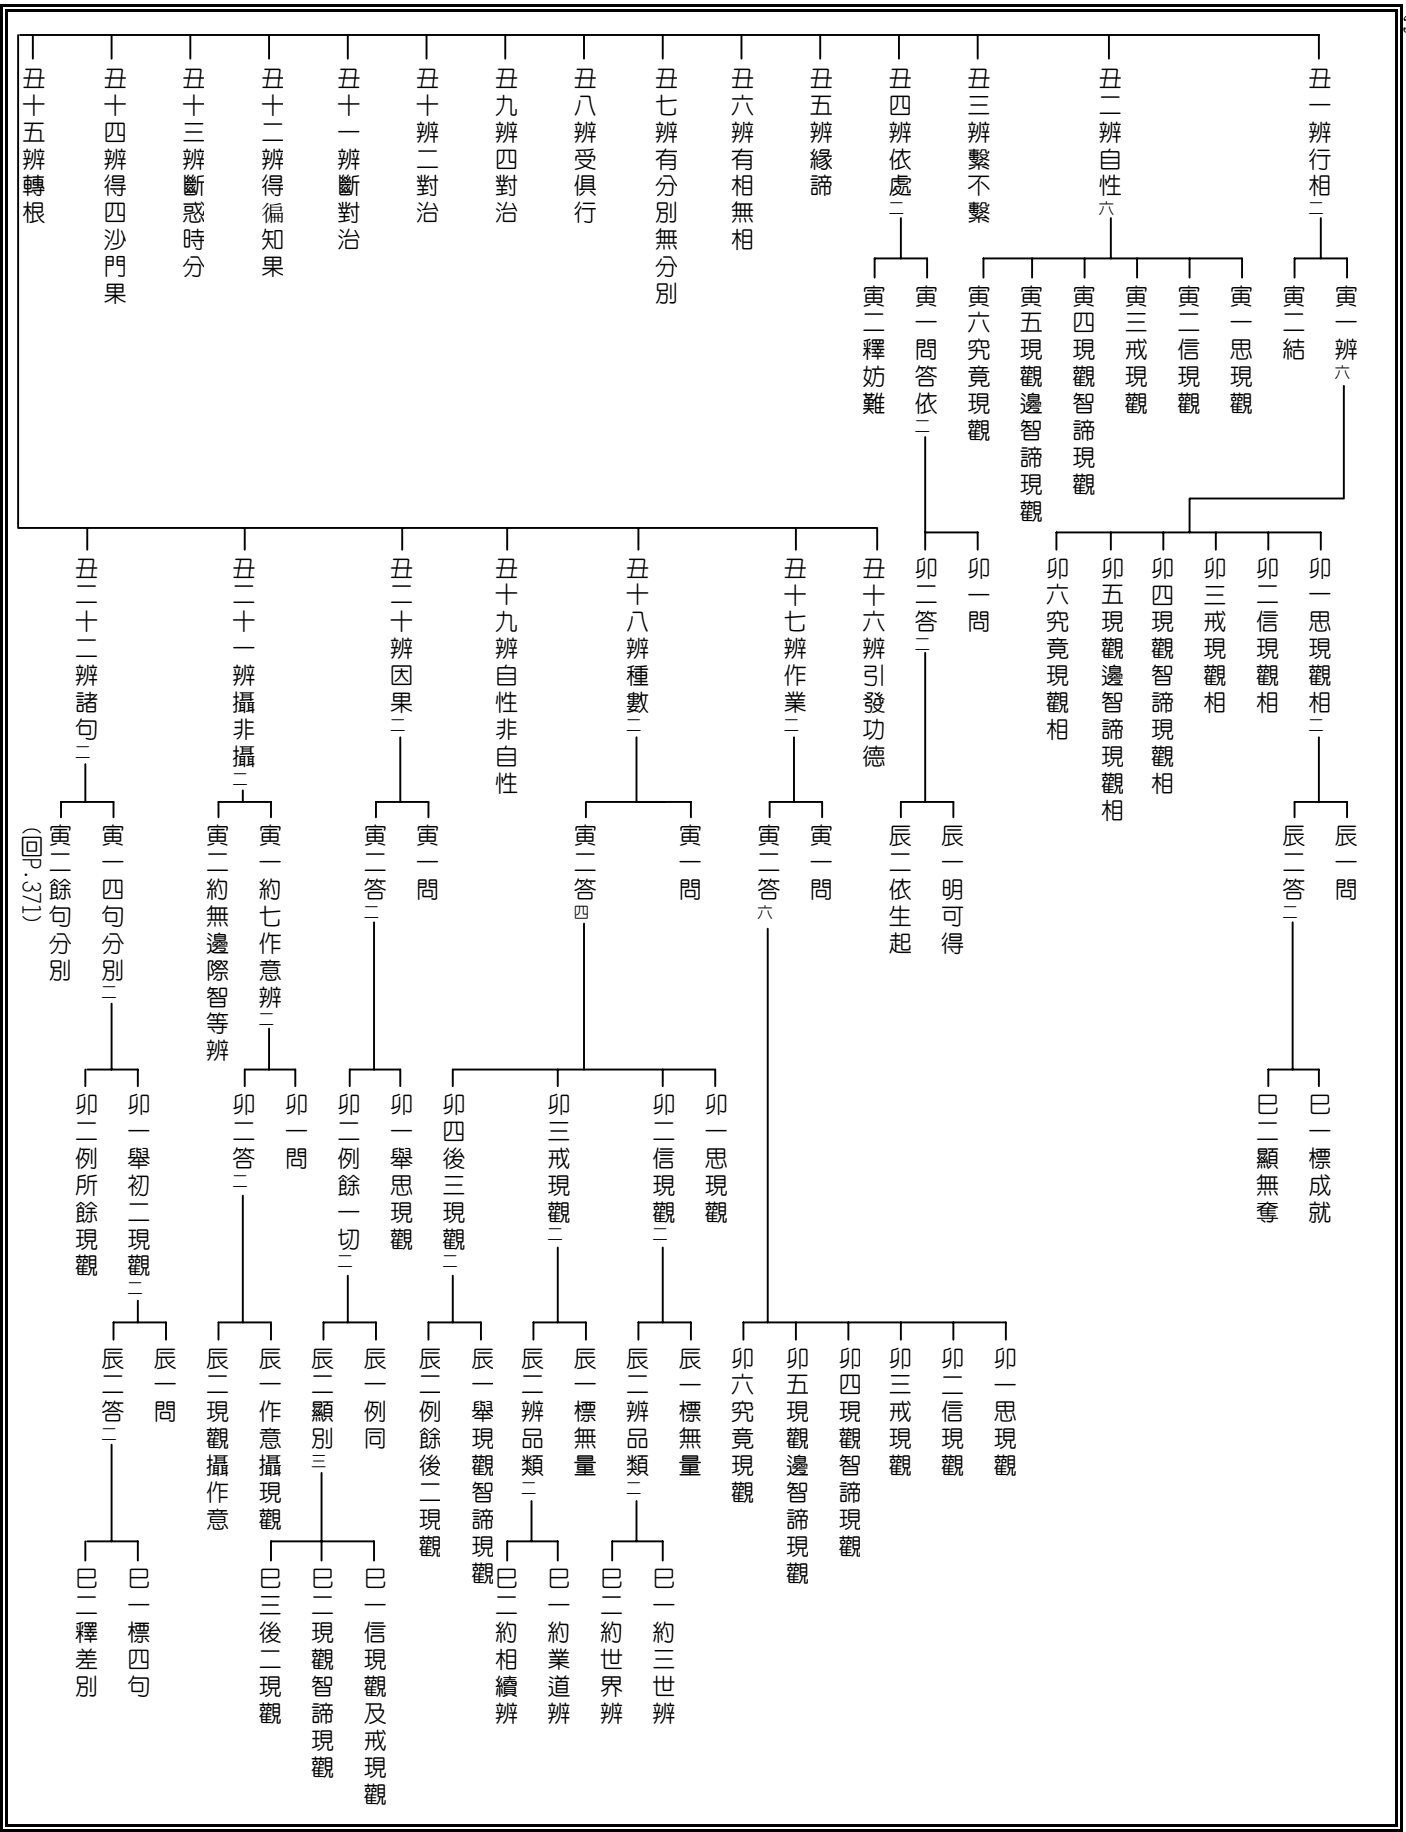 丑一辨行相二
寅一辨六
卯一思現觀相二
辰一問
辰二答二
巳一標成就
巳二顯無奪
卯二信現觀相
卯三戒現觀相
卯四現觀智諦現觀相
卯五現觀邊智諦現觀相
卯六究竟現觀相
寅二結
丑二辨自性六
寅一思現觀
寅二信現觀
寅三戒現觀
寅四現觀智諦現觀
寅五現觀邊智諦現觀
寅六究竟現觀
丑三辨繫不繫
丑四辨依處二
寅一問答依二
卯一問
卯二答二
辰一明可得
辰二依生起
寅二釋妨難
丑五辨緣諦
丑六辨有相無相
丑七辨有分別無分別
丑八辨受俱行
丑九辨四對治
丑十辨二對治
丑十一辨斷對治
丑十二辨得徧知果
丑十三辨斷惑時分
丑十四辨得四沙門果
丑十五辨轉根
丑十六辨引發功德
丑十七辨作業二
寅一問
寅二答六
卯一思現觀
卯二信現觀
卯三戒現觀
卯四現觀智諦現觀
卯五現觀邊智諦現觀
卯六究竟現觀
丑十八辨種數二
寅一問
寅二答四
卯一思現觀
卯二信現觀二
辰一標無量
辰二辨品類二
巳一約三世辨
巳二約世界辨
卯三戒現觀二
辰一標無量
辰二辨品類二
巳一約業道辨
巳二約相續辨
卯四後三現觀二
辰一舉現觀智諦現觀
辰二例餘後二現觀
丑十九辨自性非自性
丑二十辨因果二
寅一問
寅二答二
卯一舉思現觀
卯二例餘一切二
辰一例同
辰二顯別三
巳一信現觀及戒現觀
巳二現觀智諦現觀
巳三後二現觀
丑二十一辨攝非攝二
寅一約七作意辨二
卯一問
卯二答二
辰一作意攝現觀
辰二現觀攝作意
寅二約無邊際智等辨
丑二十二辨諸句二
寅一四句分別二
卯一舉初二現觀二
辰一問
辰二答二
巳一標四句
巳二釋差別
卯二例所餘現觀
寅二餘句分別
(回P.371)